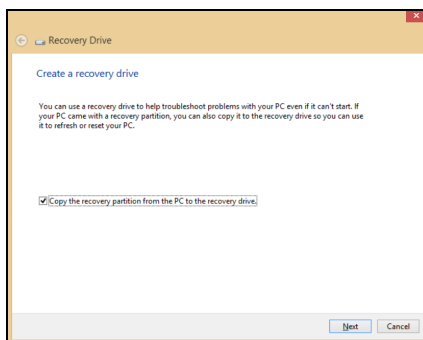 Recovery Drive
Create a recovery drive
You can use a recovery drive to help troubleshoot problems with your PC even if it can't start. If
your PC came with a recovery partition, you can also copy it to the recovery drive so you can use
it to refresh or reset your PC.
Copy the recovery partition from the PC to the recovery drive.
Next Cancel